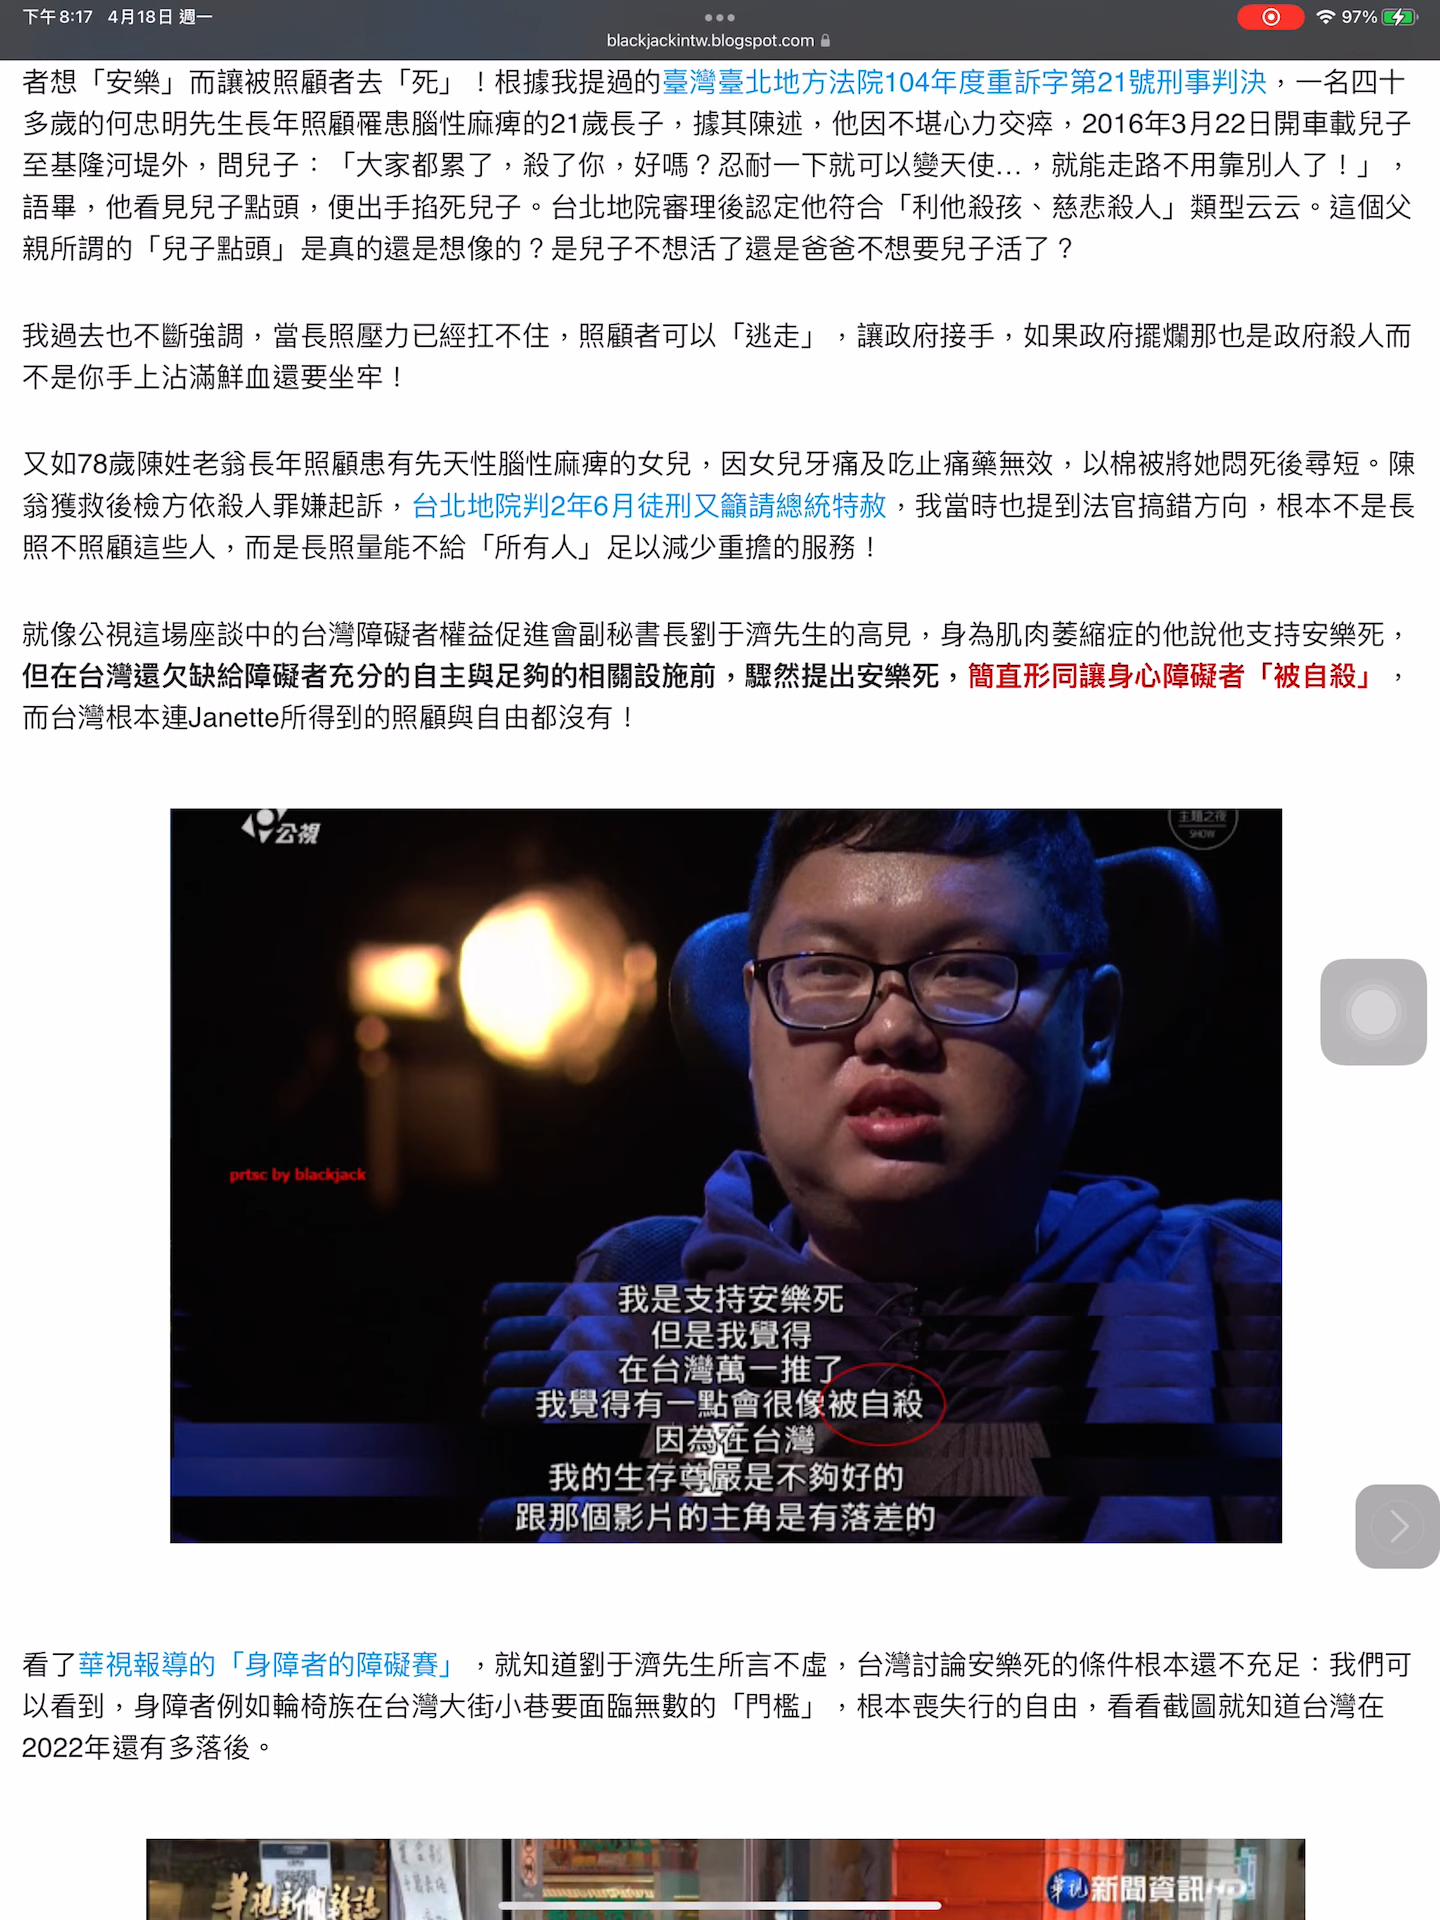 下午8:17 4月18日 週一
97%
blackjackintw.blogspot.com
者想「安樂」而讓被照顧者去「死」！根據我提過的臺灣臺北地方法院104年度重訴字第21號刑事判決，一名四十
多歲的何忠明先生長年照顧罹患腦性麻痺的21歲長子，據其陳述，他因不堪心力交瘁，2016年3月22日開車載兒子
至基隆河堤外，問兒子：「大家都累了，殺了你，好嗎？忍耐一下就可以變天使…，就能走路不用靠別人了！」，
語畢，他看見兒子點頭，便出手掐死兒子。台北地院審理後認定他符合「利他殺孩、慈悲殺人」類型云云。這個父
親所謂的「兒子點頭」是真的還是想像的？是兒子不想活了還是爸爸不想要兒子活了？
我過去也不斷強調，當長照壓力已經扛不住，照顧者可以「逃走」，讓政府接手，如果政府擺爛那也是政府殺人而
不是你手上沾滿鮮血還要坐牢！
又如78歲陳姓老翁長年照顧患有先天性腦性麻痺的女兒，因女兒牙痛及吃止痛藥無效，以棉被將她悶死後尋短。陳
翁獲救後檢方依殺人罪嫌起訴，台北地院判2年6月徒刑又籲請總統特赦，我當時也提到法官搞錯方向，根本不是長
照不照顧這些人，而是長照量能不給「所有人」足以減少重擔的服務！
就像公視這場座談中的台灣障礙者權益促進會副秘書長劉于濟先生的高見，身為肌肉萎縮症的他說他支持安樂死，
但在台灣還欠缺給障礙者充分的自主與足夠的相關設施前，驟然提出安樂死，簡直形同讓身心障礙者「被自殺」，
而台灣根本連Janette所得到的照顧與自由都沒有！
公視
主題之夜
SHOW
prtsc by blackjack
我是支持安樂死
但是我覺得
在台灣萬一推了
我覺得有一點會很像被自殺
因為在台灣
我的生存尊嚴是不夠好的
跟那個影片的主角是有落差的
看了華視報導的「身障者的障礙賽」，就知道劉于濟先生所言不虛，台灣討論安樂死的條件根本還不充足：我們可
以看到，身障者例如輪椅族在台灣大街小巷要面臨無數的「門檻」，根本喪失行的自由，看看截圖就知道台灣在
2022年還有多落後。
華視新聞雜誌
華視新聞資訊HD